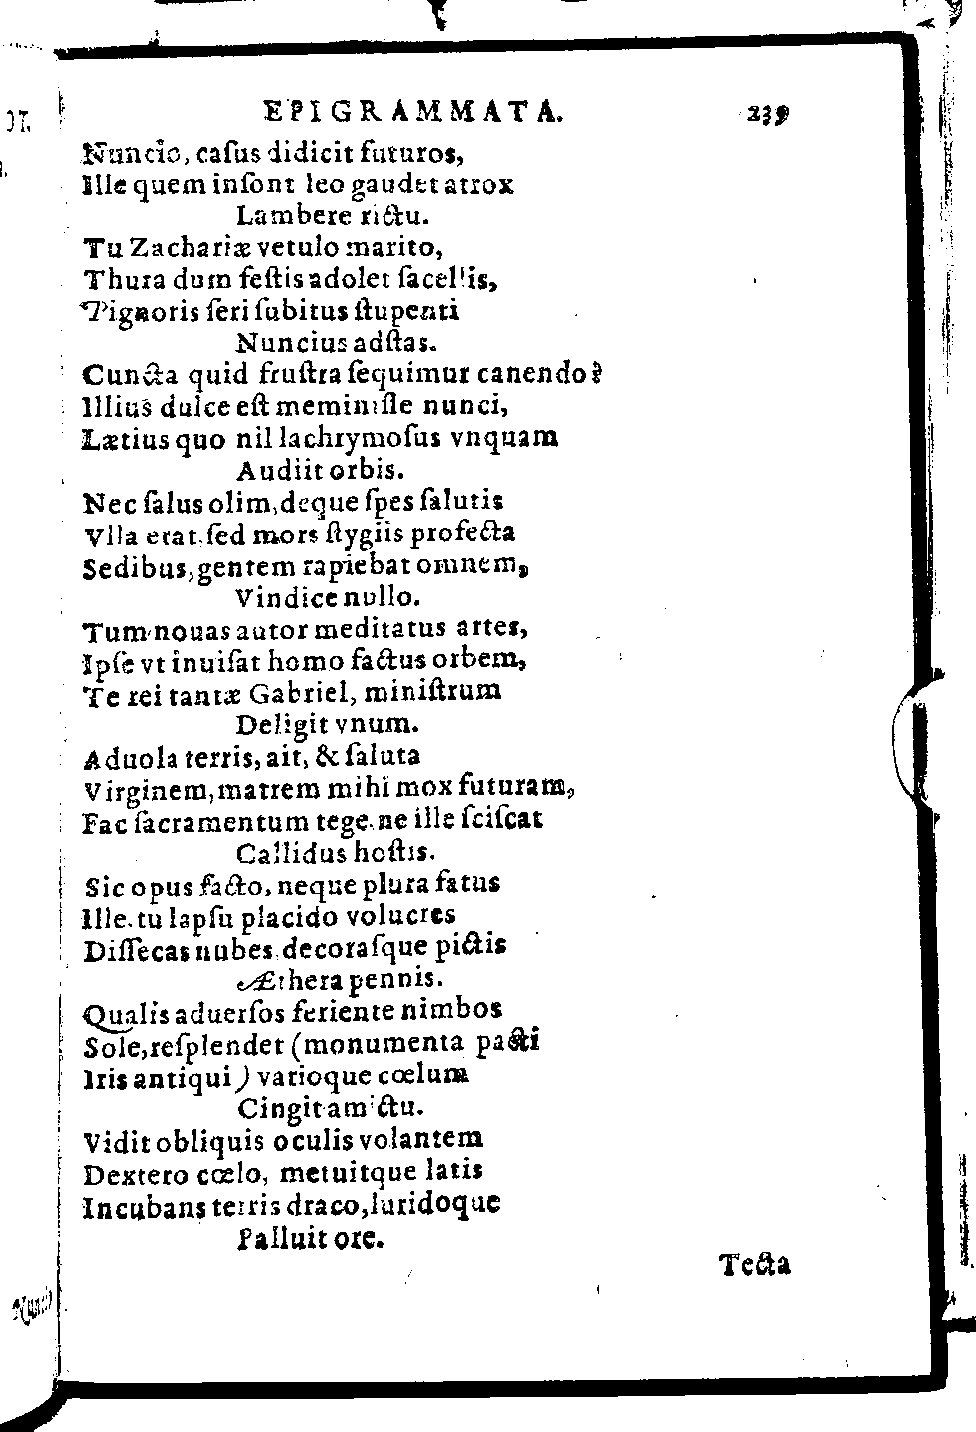 EPIGRAMMATA. 239
Nuncio, caſus didicit futuros,
Ille quem inſont leo gaudet atrox
Lambere rictu.
Tu Zachariæ vetulo marito,
Thura dum feſtis adolet ſacellis,
Pignoris ſeri ſubitus ſtupenti
Nuncius adſtas.
Cuncta quid fruſtra ſequimur canendo?
Illius dulce eſt meminiſſe nunci,
Lætius quo nil lachrymoſus vnquam
Audiit orbis.
Nec ſalus olim, deque ſpes ſalutis
Vlla erat, ſed mors ſtygiis profecta
Sedibus, gentem rapiebat omnem,
Vindice nullo.
Tum nouas autor meditatus artes,
Ipſe vt inuiſat homo factus orbem,
Te rei tantæ Gabriel, miniſtrum
Deligit vnum.
Aduola terris, ait, & ſaluta
Virginem, matrem mihi mox futuram,
Fac ſacramentum tege, ne ille ſciſcat
Callidus hoſtis.
Sic opus facto, neque plura fatus
Ille, tu lapſu placido volucres
Diſſecas nubes, decoraſque pictis
Æthera pennis.
Qualis aduerſos feriente nimbos
Sole, reſplendet (monumenta pacti
Iris antiqui) varioque cœlum
Cingit amictu.
Vidit obliquis oculis volantem
Dextero cœlo, metuitque latis
Incubans terris draco, luridoque
Palluit ore.
Tecta